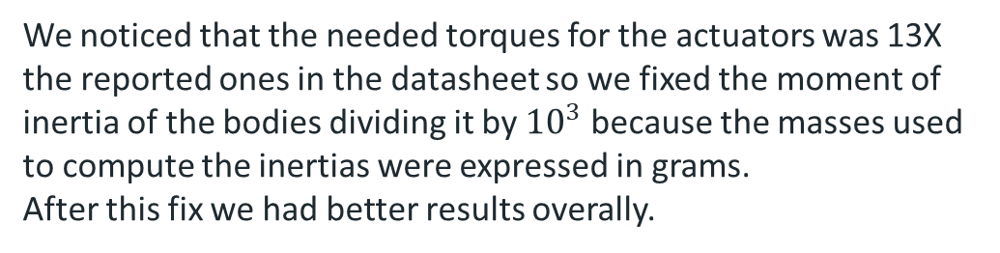 We noticed that the needed torques for the actuators was 13X
the reported ones in the datasheet so we fixed the moment of
inertia of the bodies dividing it by 10³ because the masses used
to compute the inertias were expressed in grams.
After this fix we had better results overally.